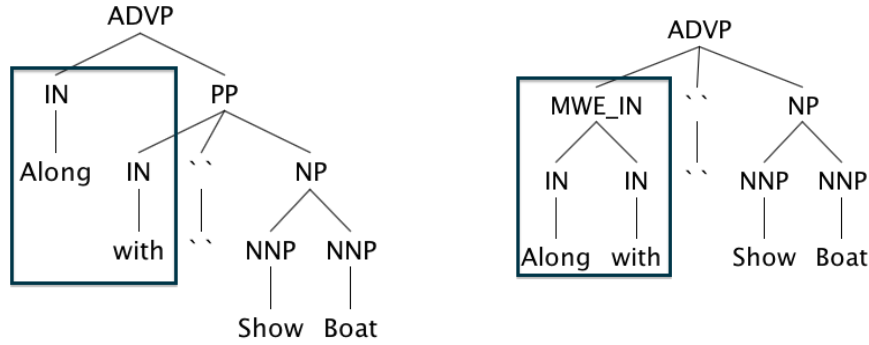 ADVP
IN PP
Along IN `` NP
with `` NNP NNP
Show Boat
ADVP
MWE_IN `` NP
IN IN `` NNP NNP
Along with Show Boat